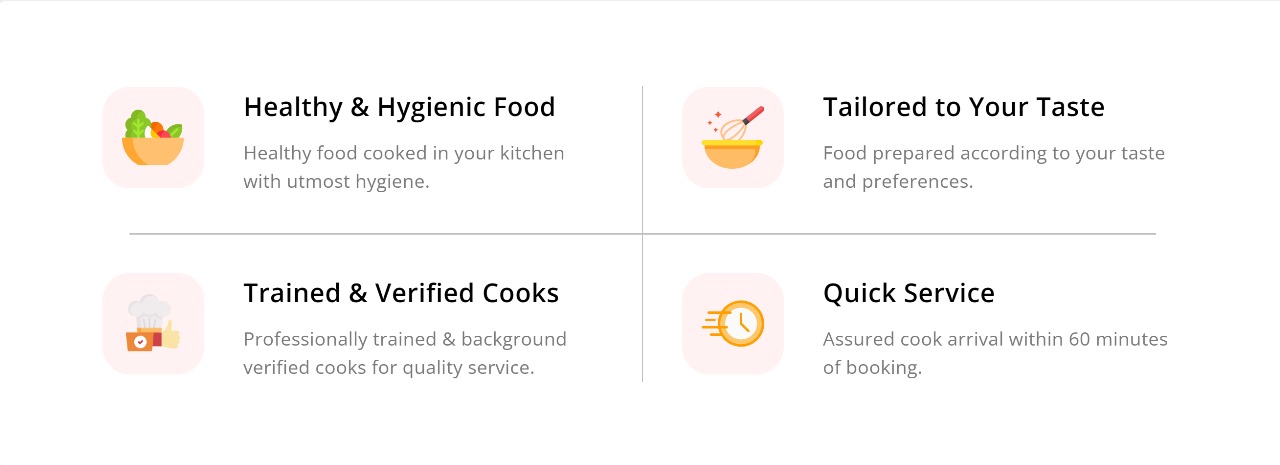 Healthy & Hygienic Food
Healthy food cooked in your kitchen
with utmost hygiene.
Tailored to Your Taste
Food prepared according to your taste
and preferences.
Trained & Verified Cooks
Professionally trained & background
verified cooks for quality service.
Quick Service
Assured cook arrival within 60 minutes
of booking.